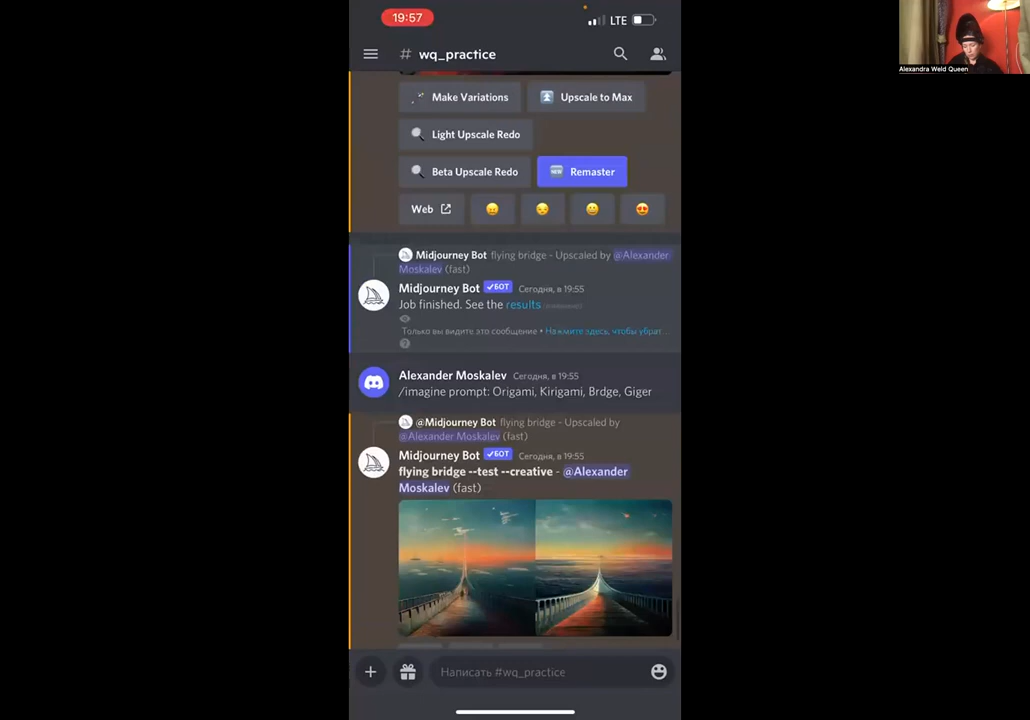 19:57
LTE
# wq_practice
Alexandra Weld Queen
Make Variations
Upscale to Max
Light Upscale Redo
Beta Upscale Redo
NEW Remaster
Web
Midjourney Bot flying bridge - Upscaled by @Alexander
Moskalev (fast)
Midjourney Bot ✓БОТ Сегодня, в 19:55
Job finished. See the results (изменено)
Только вы видите это сообщение • Нажмите здесь, чтобы убрат...
Alexander Moskalev Сегодня, в 19:55
/imagine prompt: Origami, Kirigami, Brdge, Giger
@Midjourney Bot flying bridge - Upscaled by
@Alexander Moskalev (fast)
Midjourney Bot ✓БОТ Сегодня, в 19:55
flying bridge --test --creative - @Alexander
Moskalev (fast)
Написать #wq_practice